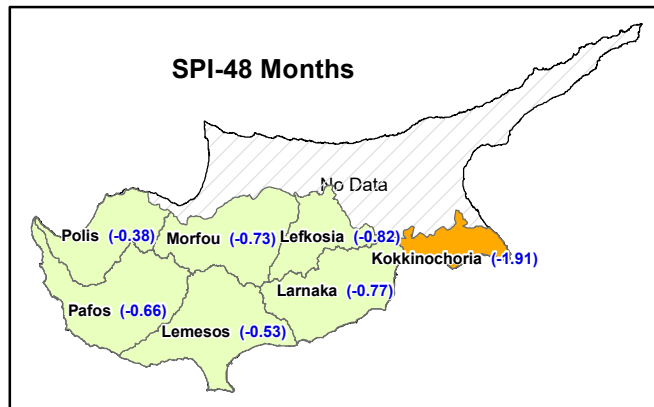 SPI-48 Months
No Data
Polis (-0.38)
Morfou (-0.73)
Lefkosia (-0.82)
Kokkinochoria (-1.91)
Larnaka (-0.77)
Pafos (-0.66)
Lemesos (-0.53)